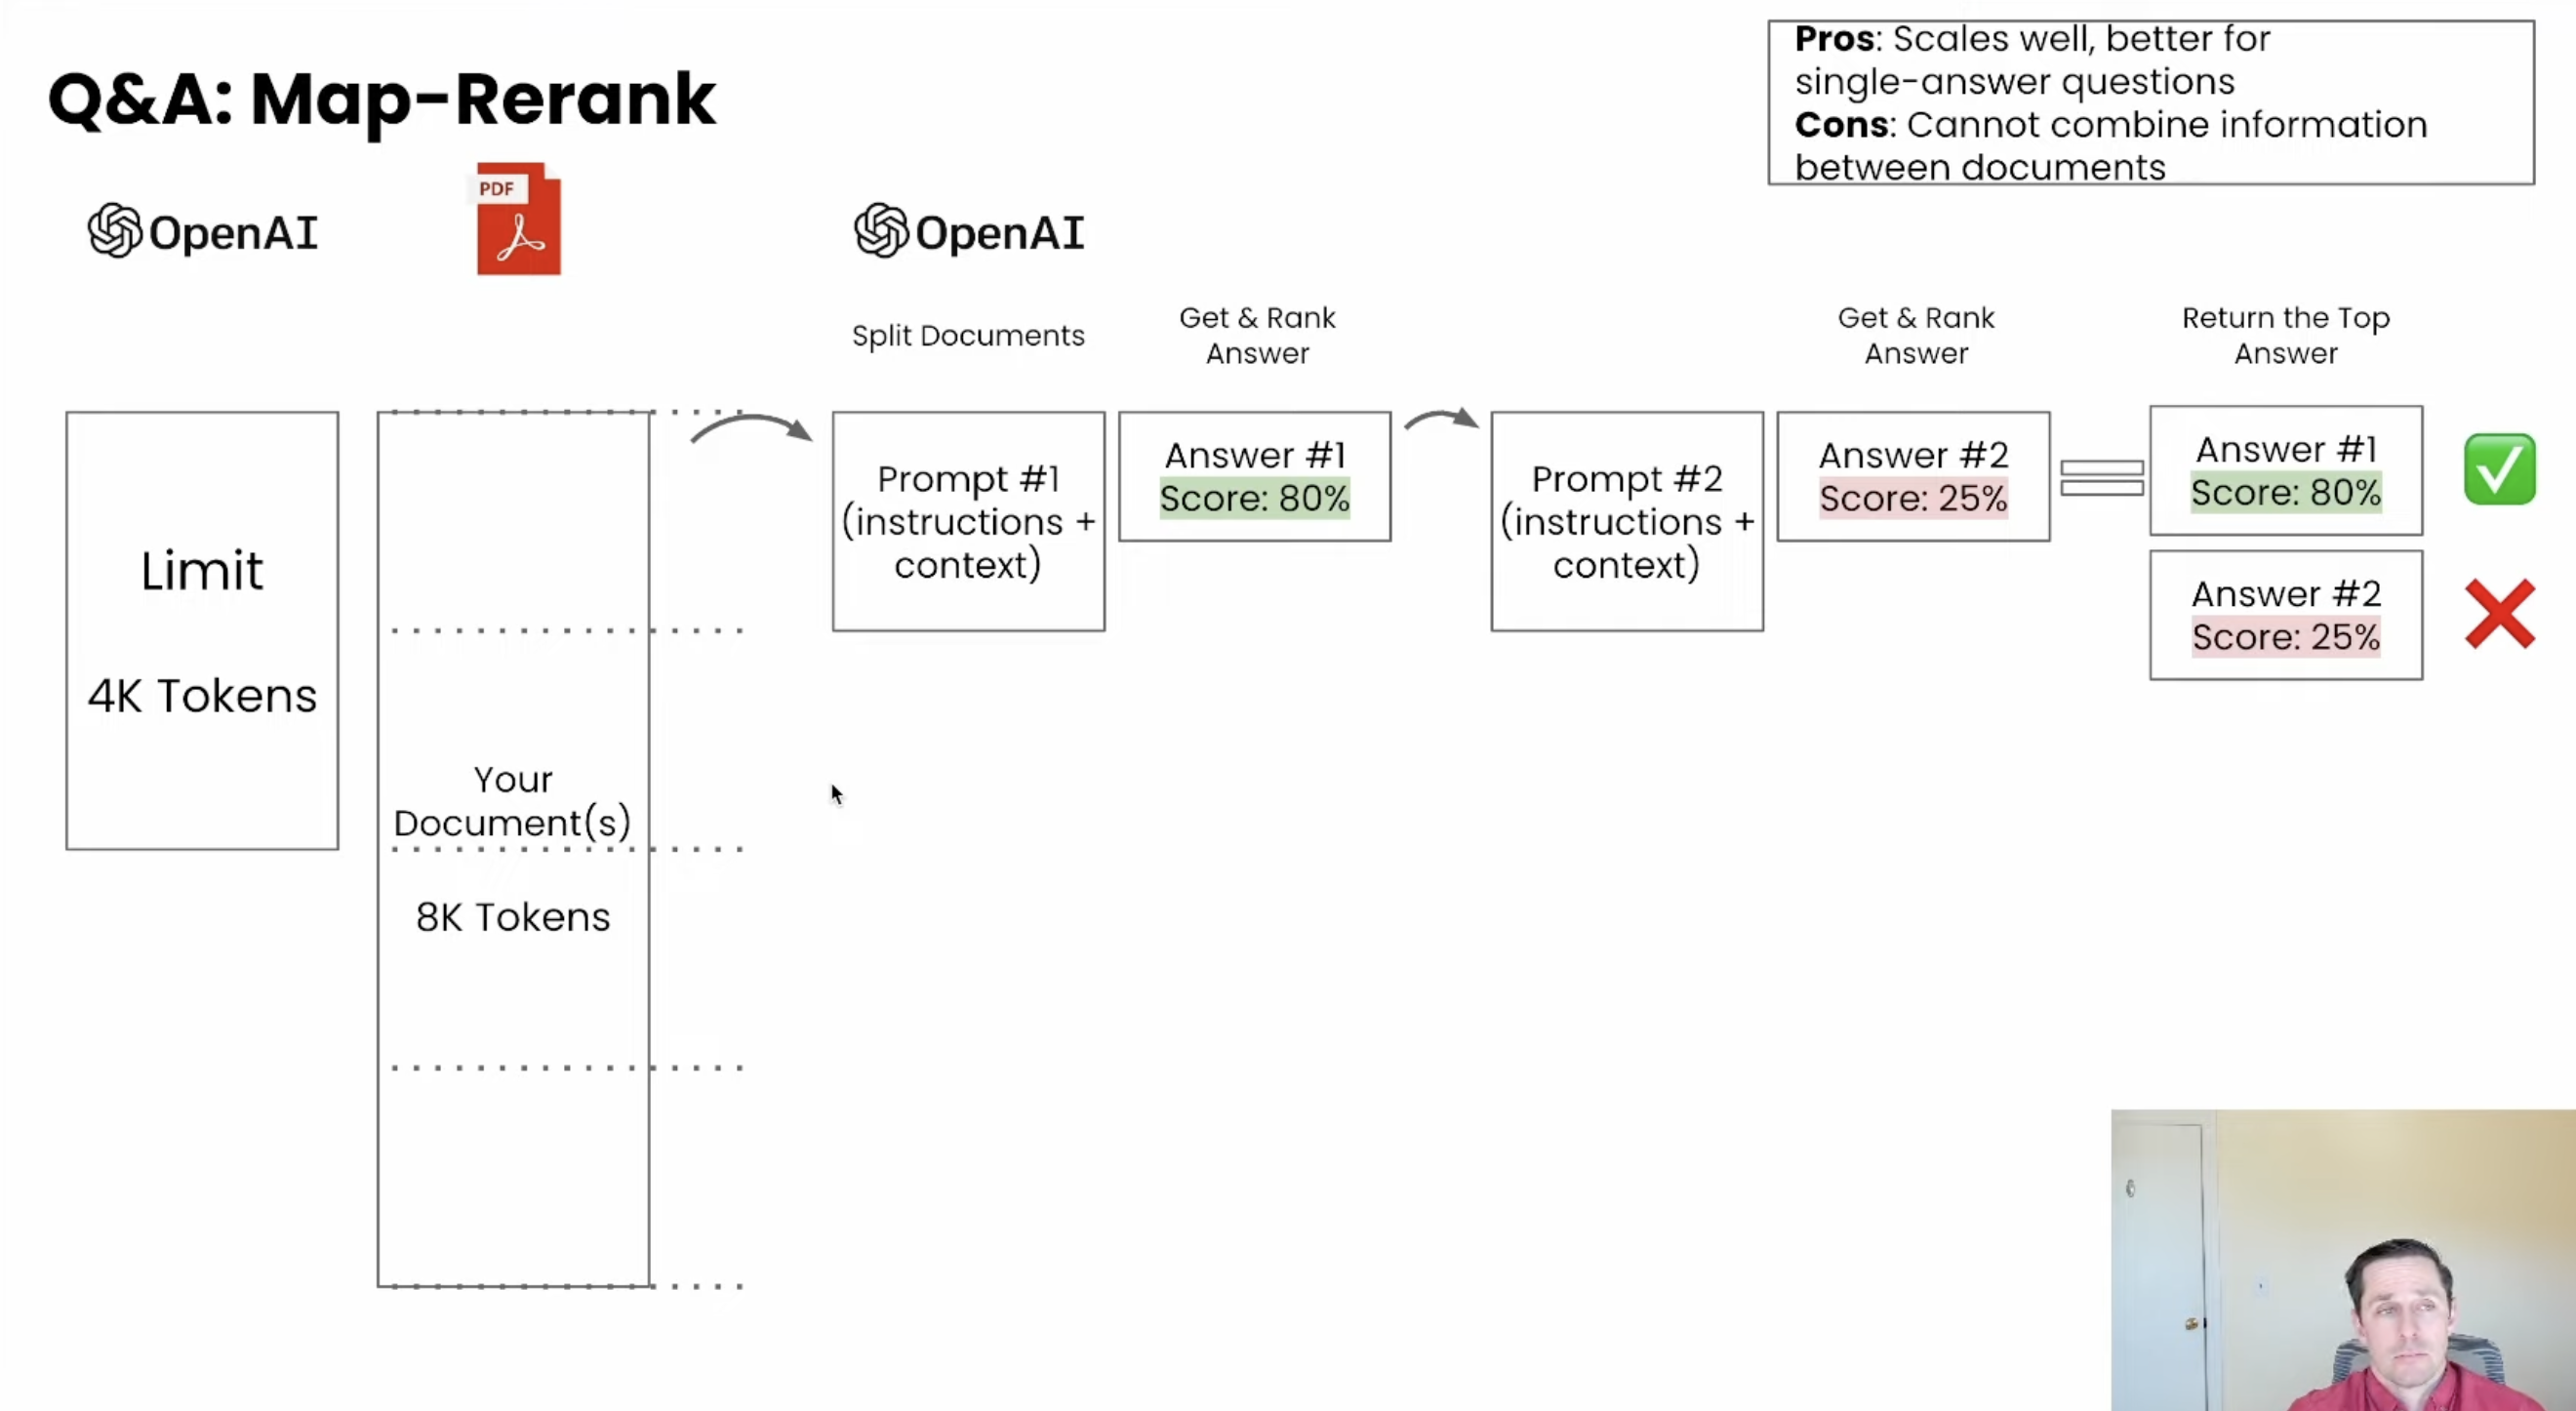 Pros: Scales well, better for
single-answer questions
Cons: Cannot combine information
between documents
Q&A: Map-Rerank
OpenAI
PDF
OpenAI
Split Documents
Get & Rank
Answer
Get & Rank
Answer
Return the Top
Answer
Limit
4K Tokens
Your
Document(s)
8K Tokens
Prompt #1
(instructions +
context)
Answer #1
Score: 80%
Prompt #2
(instructions +
context)
Answer #2
Score: 25%
Answer #1
Score: 80%
Answer #2
Score: 25%